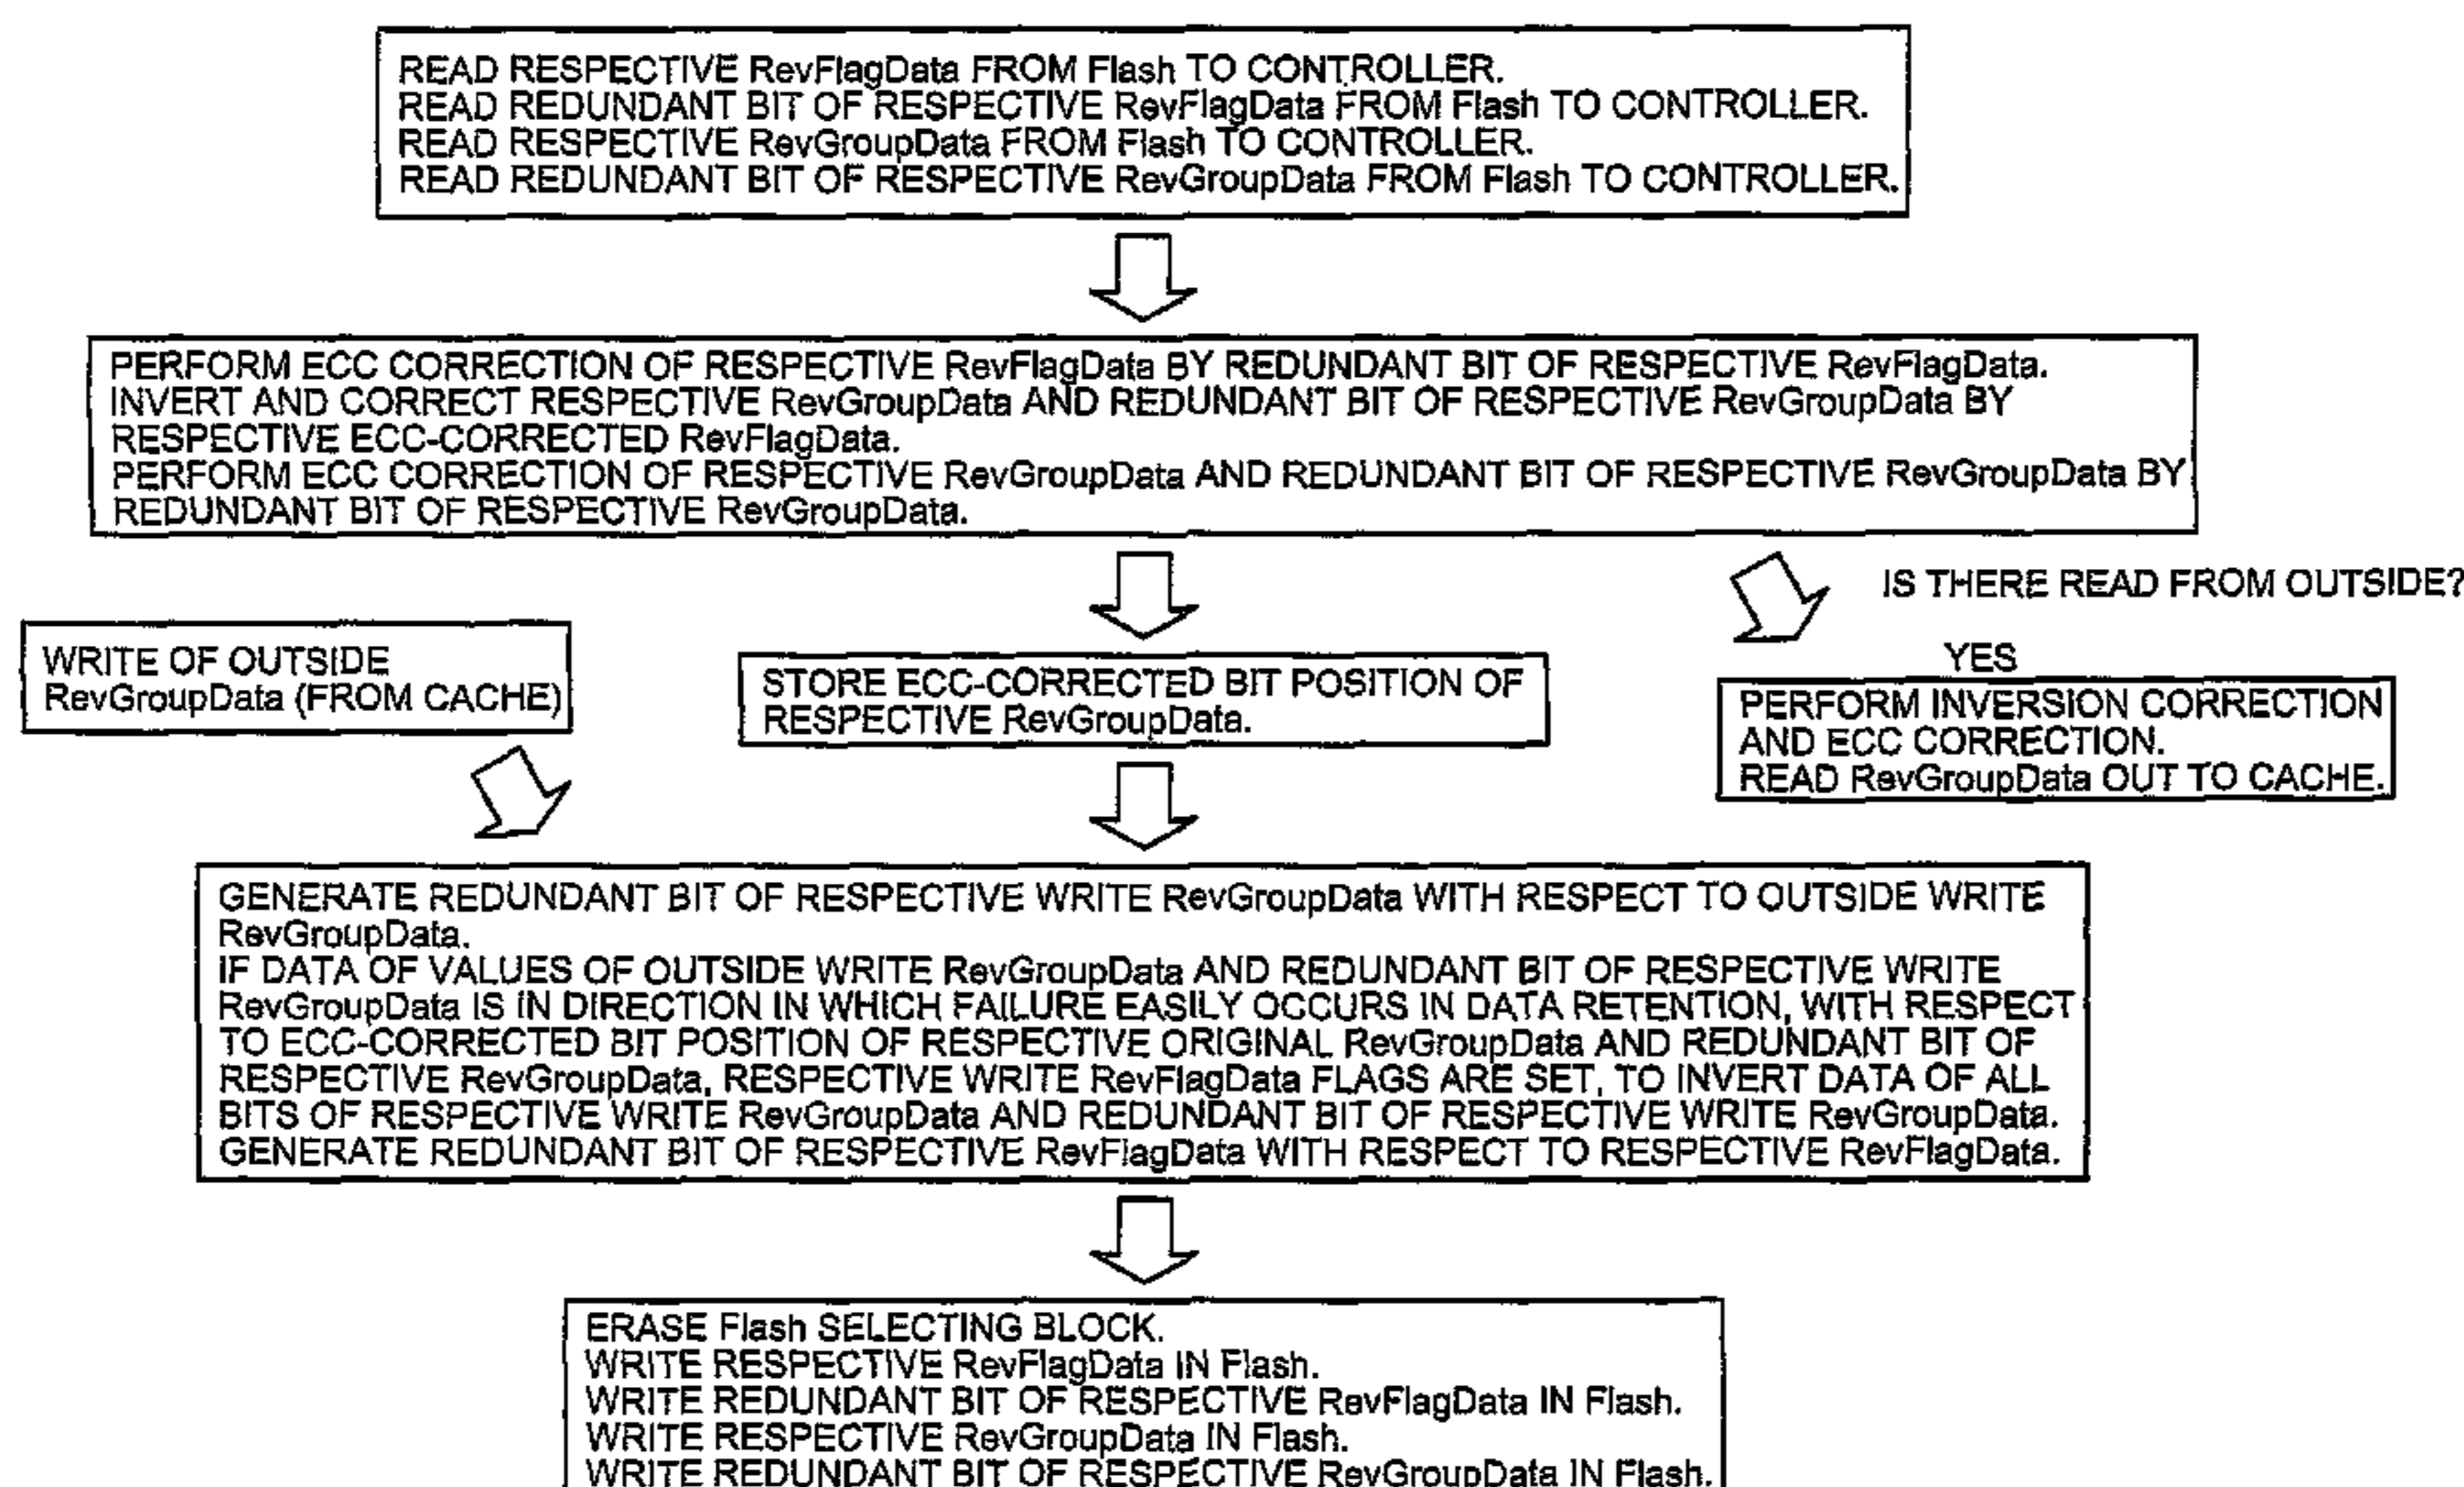 READ RESPECTIVE RevFlagData FROM Flash TO CONTROLLER.
READ REDUNDANT BIT OF RESPECTIVE RevFlagData FROM Flash TO CONTROLLER.
READ RESPECTIVE RevGroupData FROM Flash TO CONTROLLER.
READ REDUNDANT BIT OF RESPECTIVE RevGroupData FROM Flash TO CONTROLLER.
PERFORM ECC CORRECTION OF RESPECTIVE RevFlagData BY REDUNDANT BIT OF RESPECTIVE RevFlagData.
INVERT AND CORRECT RESPECTIVE RevGroupData AND REDUNDANT BIT OF RESPECTIVE RevGroupData BY
RESPECTIVE ECC-CORRECTED RevFlagData.
PERFORM ECC CORRECTION OF RESPECTIVE RevGroupData AND REDUNDANT BIT OF RESPECTIVE RevGroupData BY
REDUNDANT BIT OF RESPECTIVE RevGroupData.
IS THERE READ FROM OUTSIDE?
WRITE OF OUTSIDE
RevGroupData (FROM CACHE)
STORE ECC-CORRECTED BIT POSITION OF
RESPECTIVE RevGroupData.
YES
PERFORM INVERSION CORRECTION
AND ECC CORRECTION.
READ RevGroupData OUT TO CACHE.
GENERATE REDUNDANT BIT OF RESPECTIVE WRITE RevGroupData WITH RESPECT TO OUTSIDE WRITE
RevGroupData.
IF DATA OF VALUES OF OUTSIDE WRITE RevGroupData AND REDUNDANT BIT OF RESPECTIVE WRITE
RevGroupData IS IN DIRECTION IN WHICH FAILURE EASILY OCCURS IN DATA RETENTION, WITH RESPECT
TO ECC-CORRECTED BIT POSITION OF RESPECTIVE ORIGINAL RevGroupData AND REDUNDANT BIT OF
RESPECTIVE RevGroupData, RESPECTIVE WRITE RevFlagData FLAGS ARE SET, TO INVERT DATA OF ALL
BITS OF RESPECTIVE WRITE RevGroupData AND REDUNDANT BIT OF RESPECTIVE WRITE RevGroupData.
GENERATE REDUNDANT BIT OF RESPECTIVE RevFlagData WITH RESPECT TO RESPECTIVE RevFlagData.
ERASE Flash SELECTING BLOCK.
WRITE RESPECTIVE RevFlagData IN Flash.
WRITE REDUNDANT BIT OF RESPECTIVE RevFlagData IN Flash.
WRITE RESPECTIVE RevGroupData IN Flash.
WRITE REDUNDANT BIT OF RESPECTIVE RevGroupData IN Flash.